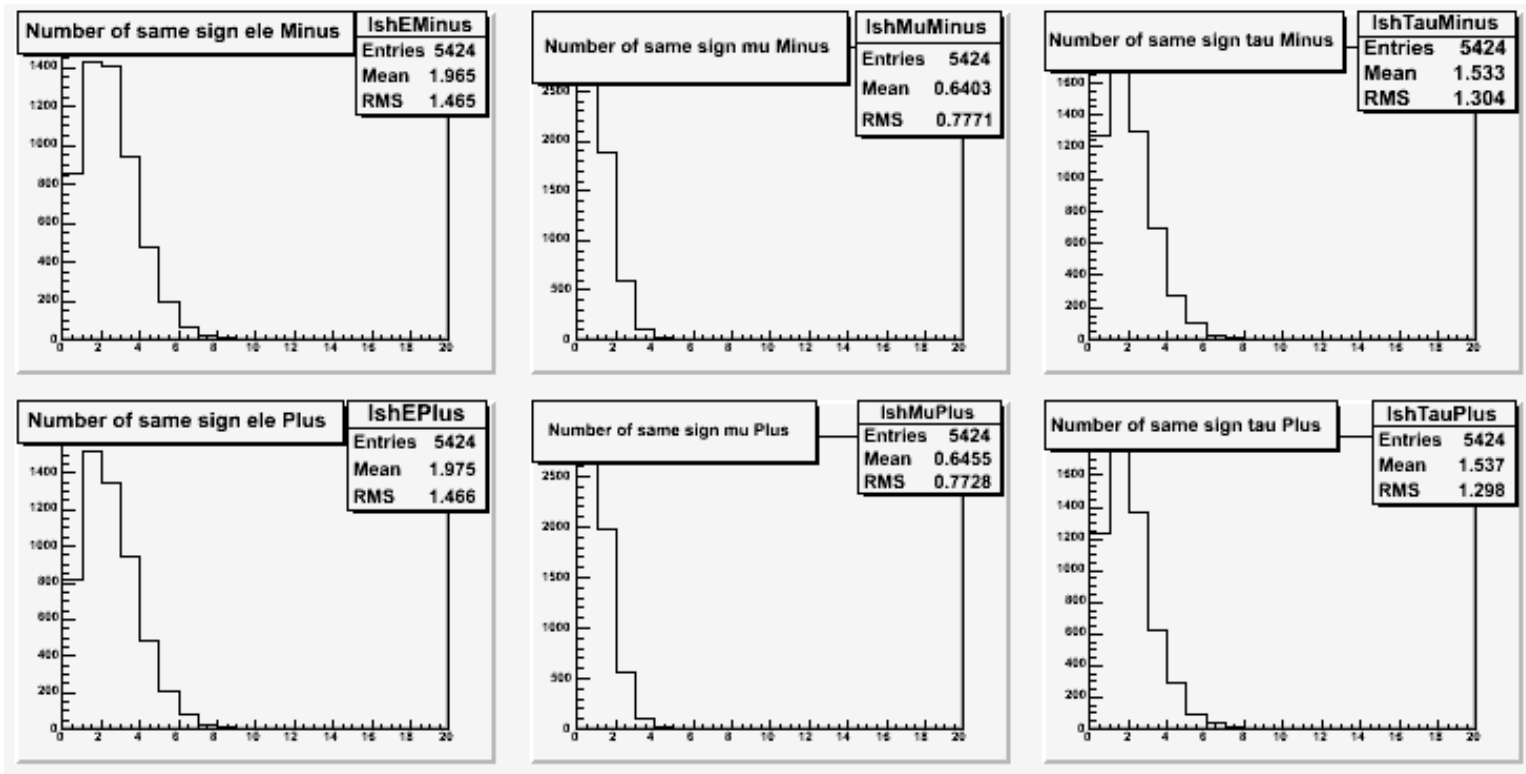 Number of same sign ele Minus
IshEMinus
Entries 5424
Mean 1.965
RMS 1.465
1400
1200
1000
800
600
400
200
0
0 2 4 6 8 10 12 14 16 18 20
Number of same sign mu Minus
IshMuMinus
Entries 5424
Mean 0.6403
RMS 0.7771
2500
2000
1500
1000
500
0
0 2 4 6 8 10 12 14 16 18 20
Number of same sign tau Minus
IshTauMinus
Entries 5424
Mean 1.533
RMS 1.304
1600
1400
1200
1000
800
600
400
200
0
0 2 4 6 8 10 12 14 16 18 20
Number of same sign ele Plus
IshEPlus
Entries 5424
Mean 1.975
RMS 1.466
1400
1200
1000
800
600
400
200
0
0 2 4 6 8 10 12 14 16 18 20
Number of same sign mu Plus
IshMuPlus
Entries 5424
Mean 0.6455
RMS 0.7728
2500
2000
1500
1000
500
0
0 2 4 6 8 10 12 14 16 18 20
Number of same sign tau Plus
IshTauPlus
Entries 5424
Mean 1.537
RMS 1.298
1600
1400
1200
1000
800
600
400
200
0
0 2 4 6 8 10 12 14 16 18 20